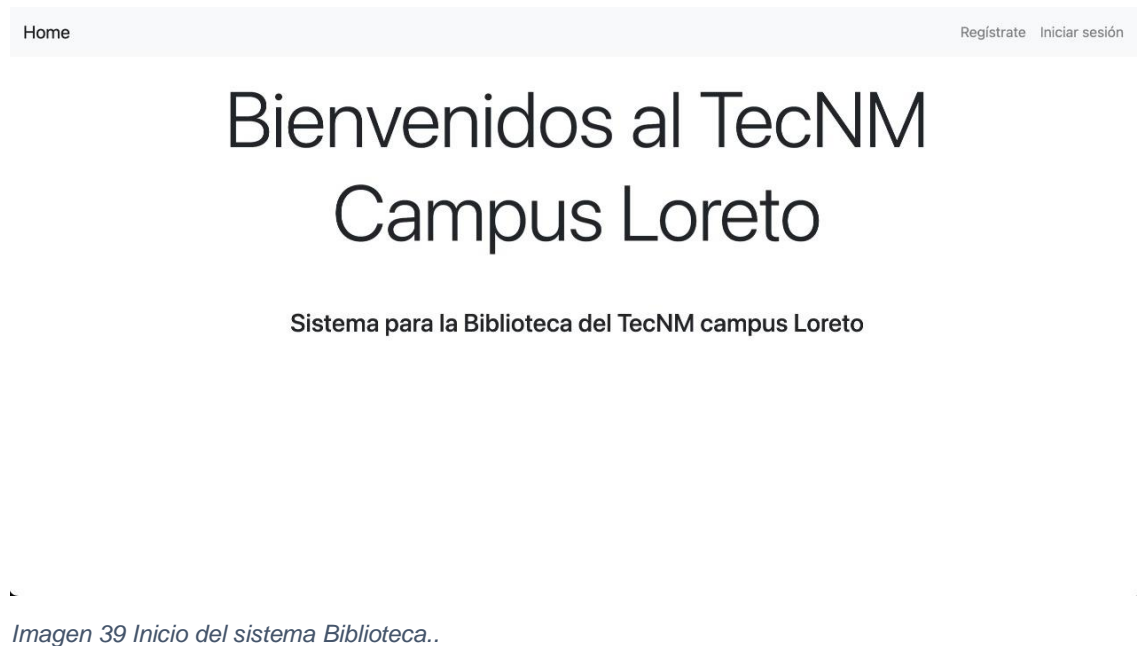 Home
Regístrate Iniciar sesión
Bienvenidos al TecNM
Campus Loreto
Sistema para la Biblioteca del TecNM campus Loreto
Imagen 39 Inicio del sistema Biblioteca..